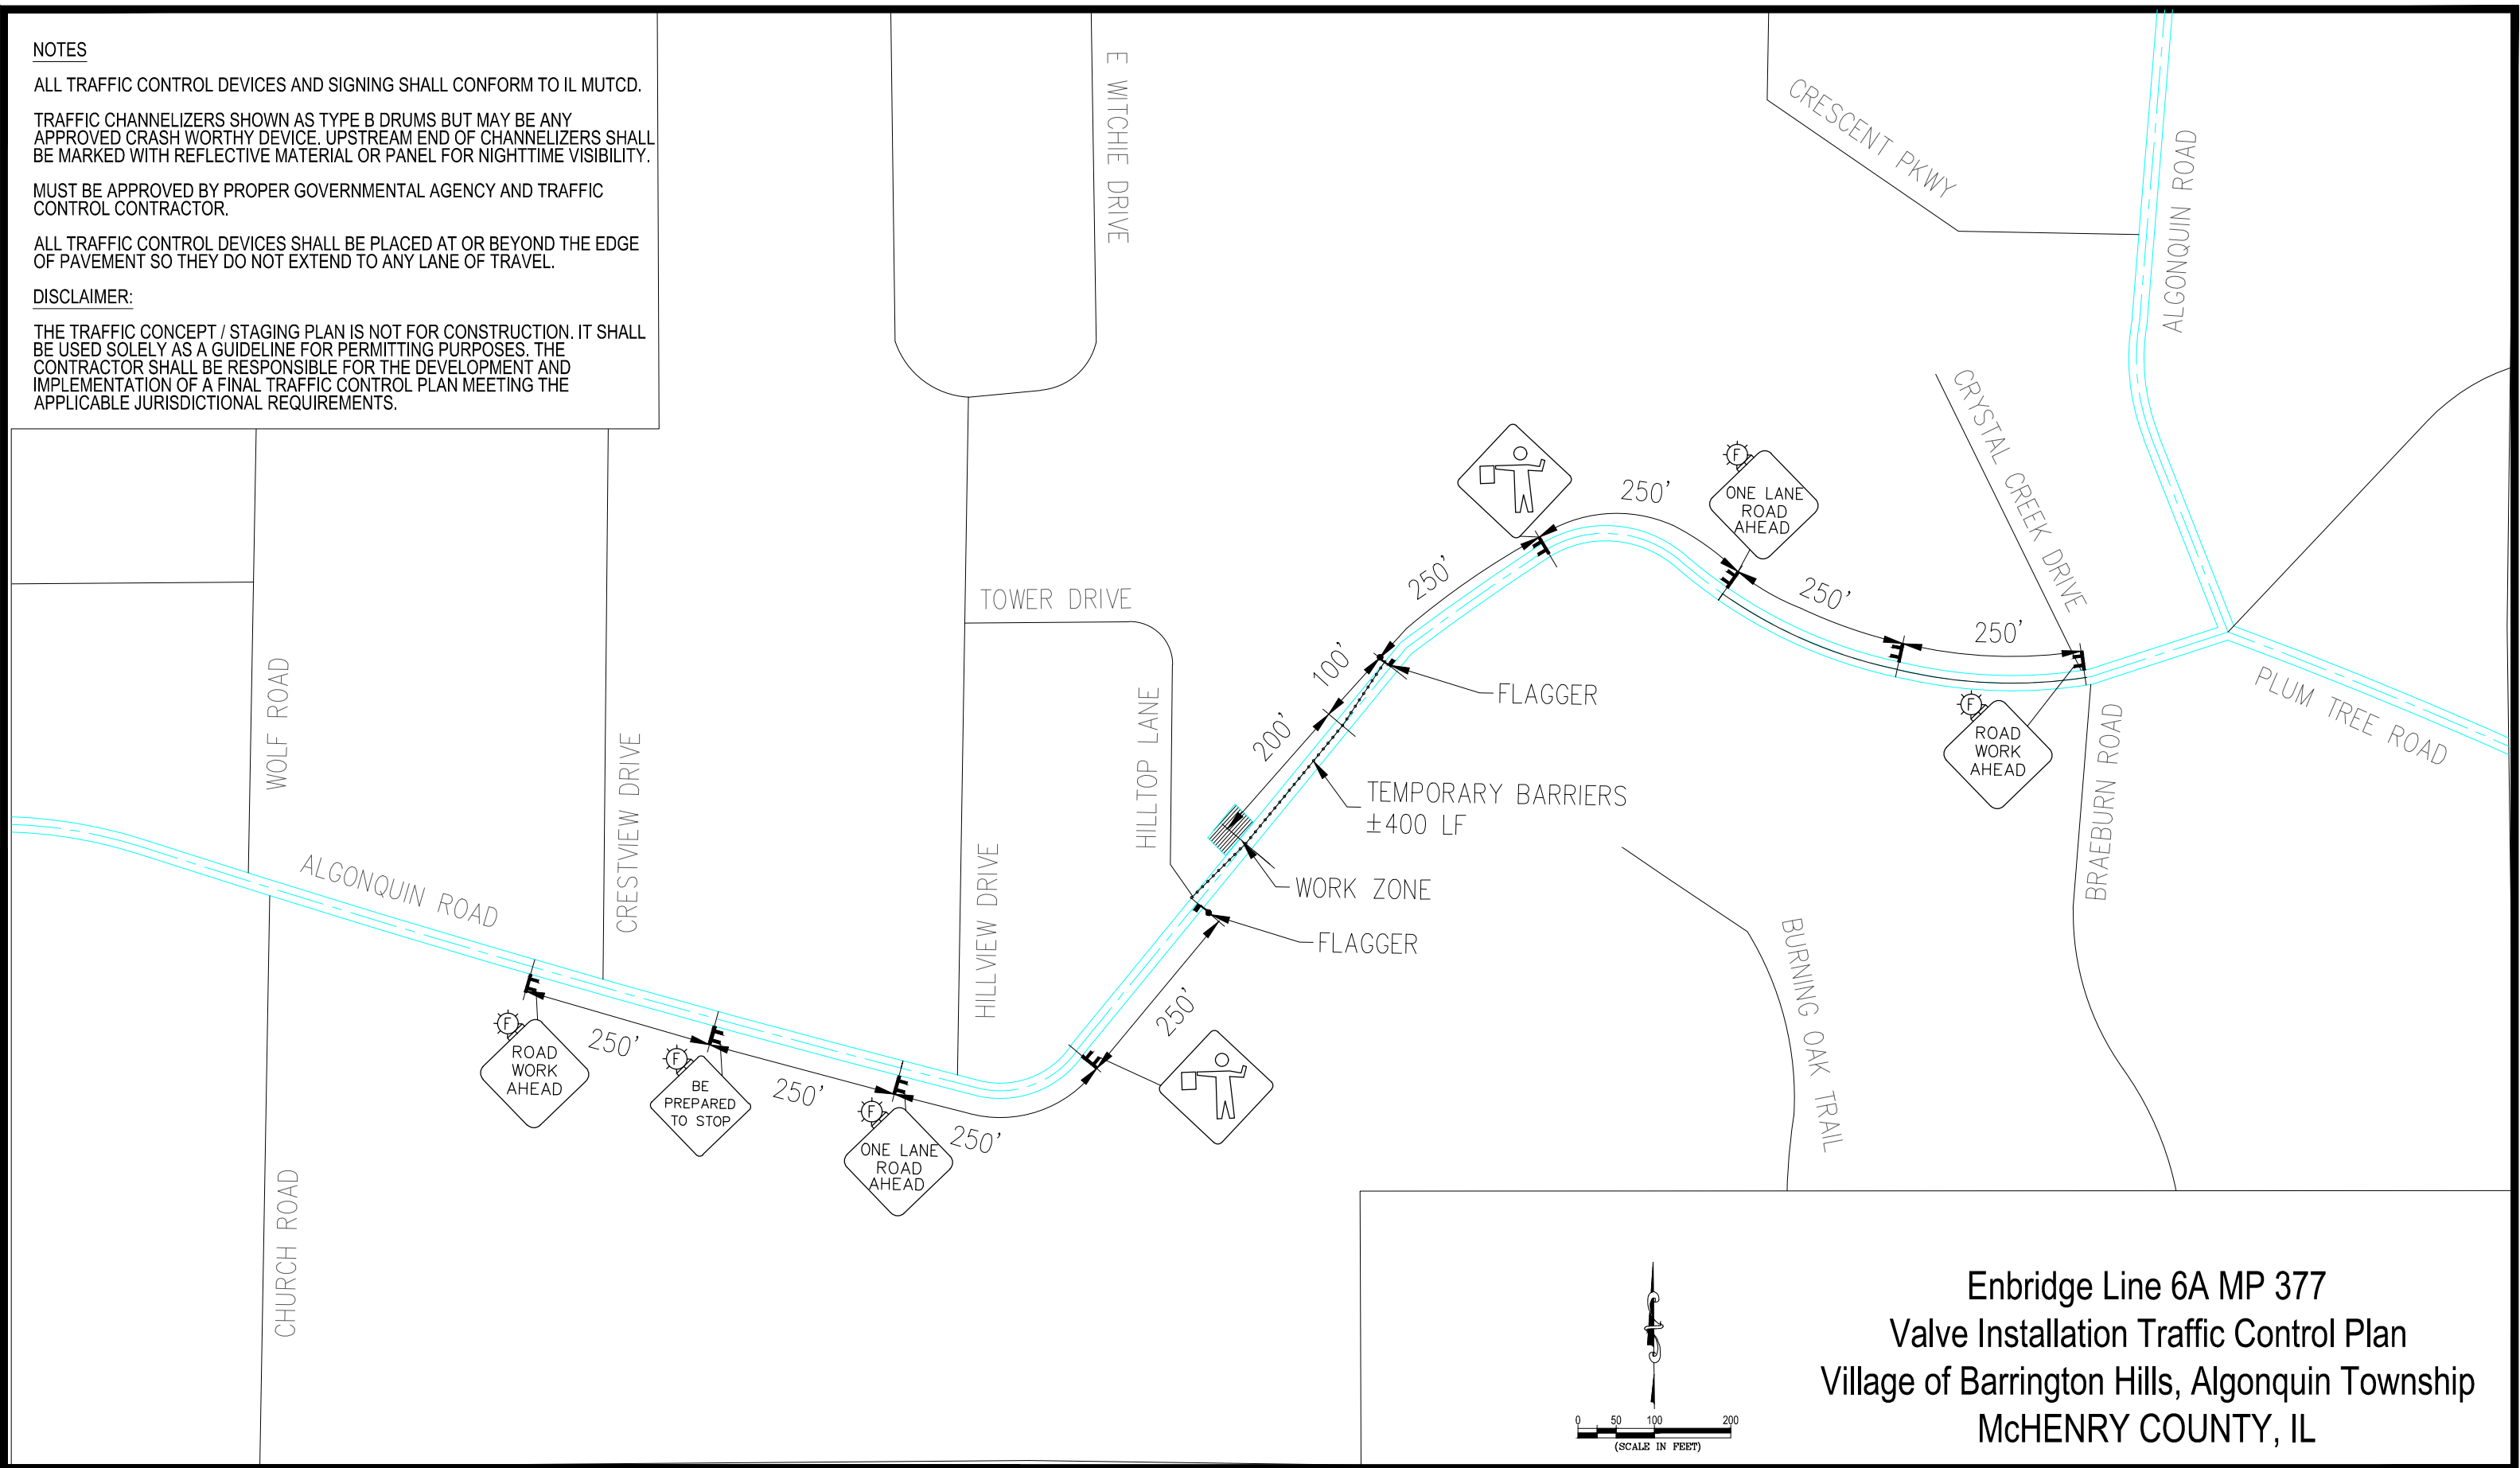 NOTES
ALL TRAFFIC CONTROL DEVICES AND SIGNING SHALL CONFORM TO IL MUTCD.
TRAFFIC CHANNELIZERS SHOWN AS TYPE B DRUMS BUT MAY BE ANY
APPROVED CRASH WORTHY DEVICE. UPSTREAM END OF CHANNELIZERS SHALL
BE MARKED WITH REFLECTIVE MATERIAL OR PANEL FOR NIGHTTIME VISIBILITY.
MUST BE APPROVED BY PROPER GOVERNMENTAL AGENCY AND TRAFFIC
CONTROL CONTRACTOR.
ALL TRAFFIC CONTROL DEVICES SHALL BE PLACED AT OR BEYOND THE EDGE
OF PAVEMENT SO THEY DO NOT EXTEND TO ANY LANE OF TRAVEL.
DISCLAIMER:
THE TRAFFIC CONCEPT / STAGING PLAN IS NOT FOR CONSTRUCTION. IT SHALL
BE USED SOLELY AS A GUIDELINE FOR PERMITTING PURPOSES. THE
CONTRACTOR SHALL BE RESPONSIBLE FOR THE DEVELOPMENT AND
IMPLEMENTATION OF A FINAL TRAFFIC CONTROL PLAN MEETING THE
APPLICABLE JURISDICTIONAL REQUIREMENTS.
E WITCHIE DRIVE
CRESCENT PKWY
ALGONQUIN ROAD
CRYSTAL CREEK DRIVE
F
ONE LANE
ROAD
AHEAD
250'
250'
250'
250'
TOWER DRIVE
100'
200'
FLAGGER
WOLF ROAD
CRESTVIEW DRIVE
HILLTOP LANE
TEMPORARY BARRIERS
±400 LF
WORK ZONE
FLAGGER
F
ROAD
WORK
AHEAD
PLUM TREE ROAD
BRAEBURN ROAD
ALGONQUIN ROAD
HILLVIEW DRIVE
BURNING OAK TRAIL
F
ROAD
WORK
AHEAD
250'
F
BE
PREPARED
TO STOP
250'
F
ONE LANE
ROAD
AHEAD
250'
250'
CHURCH ROAD
0 50 100 200
(SCALE IN FEET)
Enbridge Line 6A MP 377
Valve Installation Traffic Control Plan
Village of Barrington Hills, Algonquin Township
McHENRY COUNTY, IL